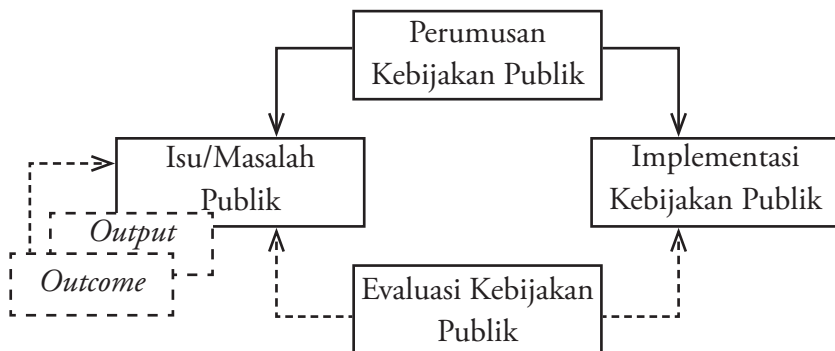 Perumusan
Kebijakan Publik
Isu/Masalah
Publik
Implementasi
Kebijakan Publik
Output
Outcome
Evaluasi Kebijakan
Publik